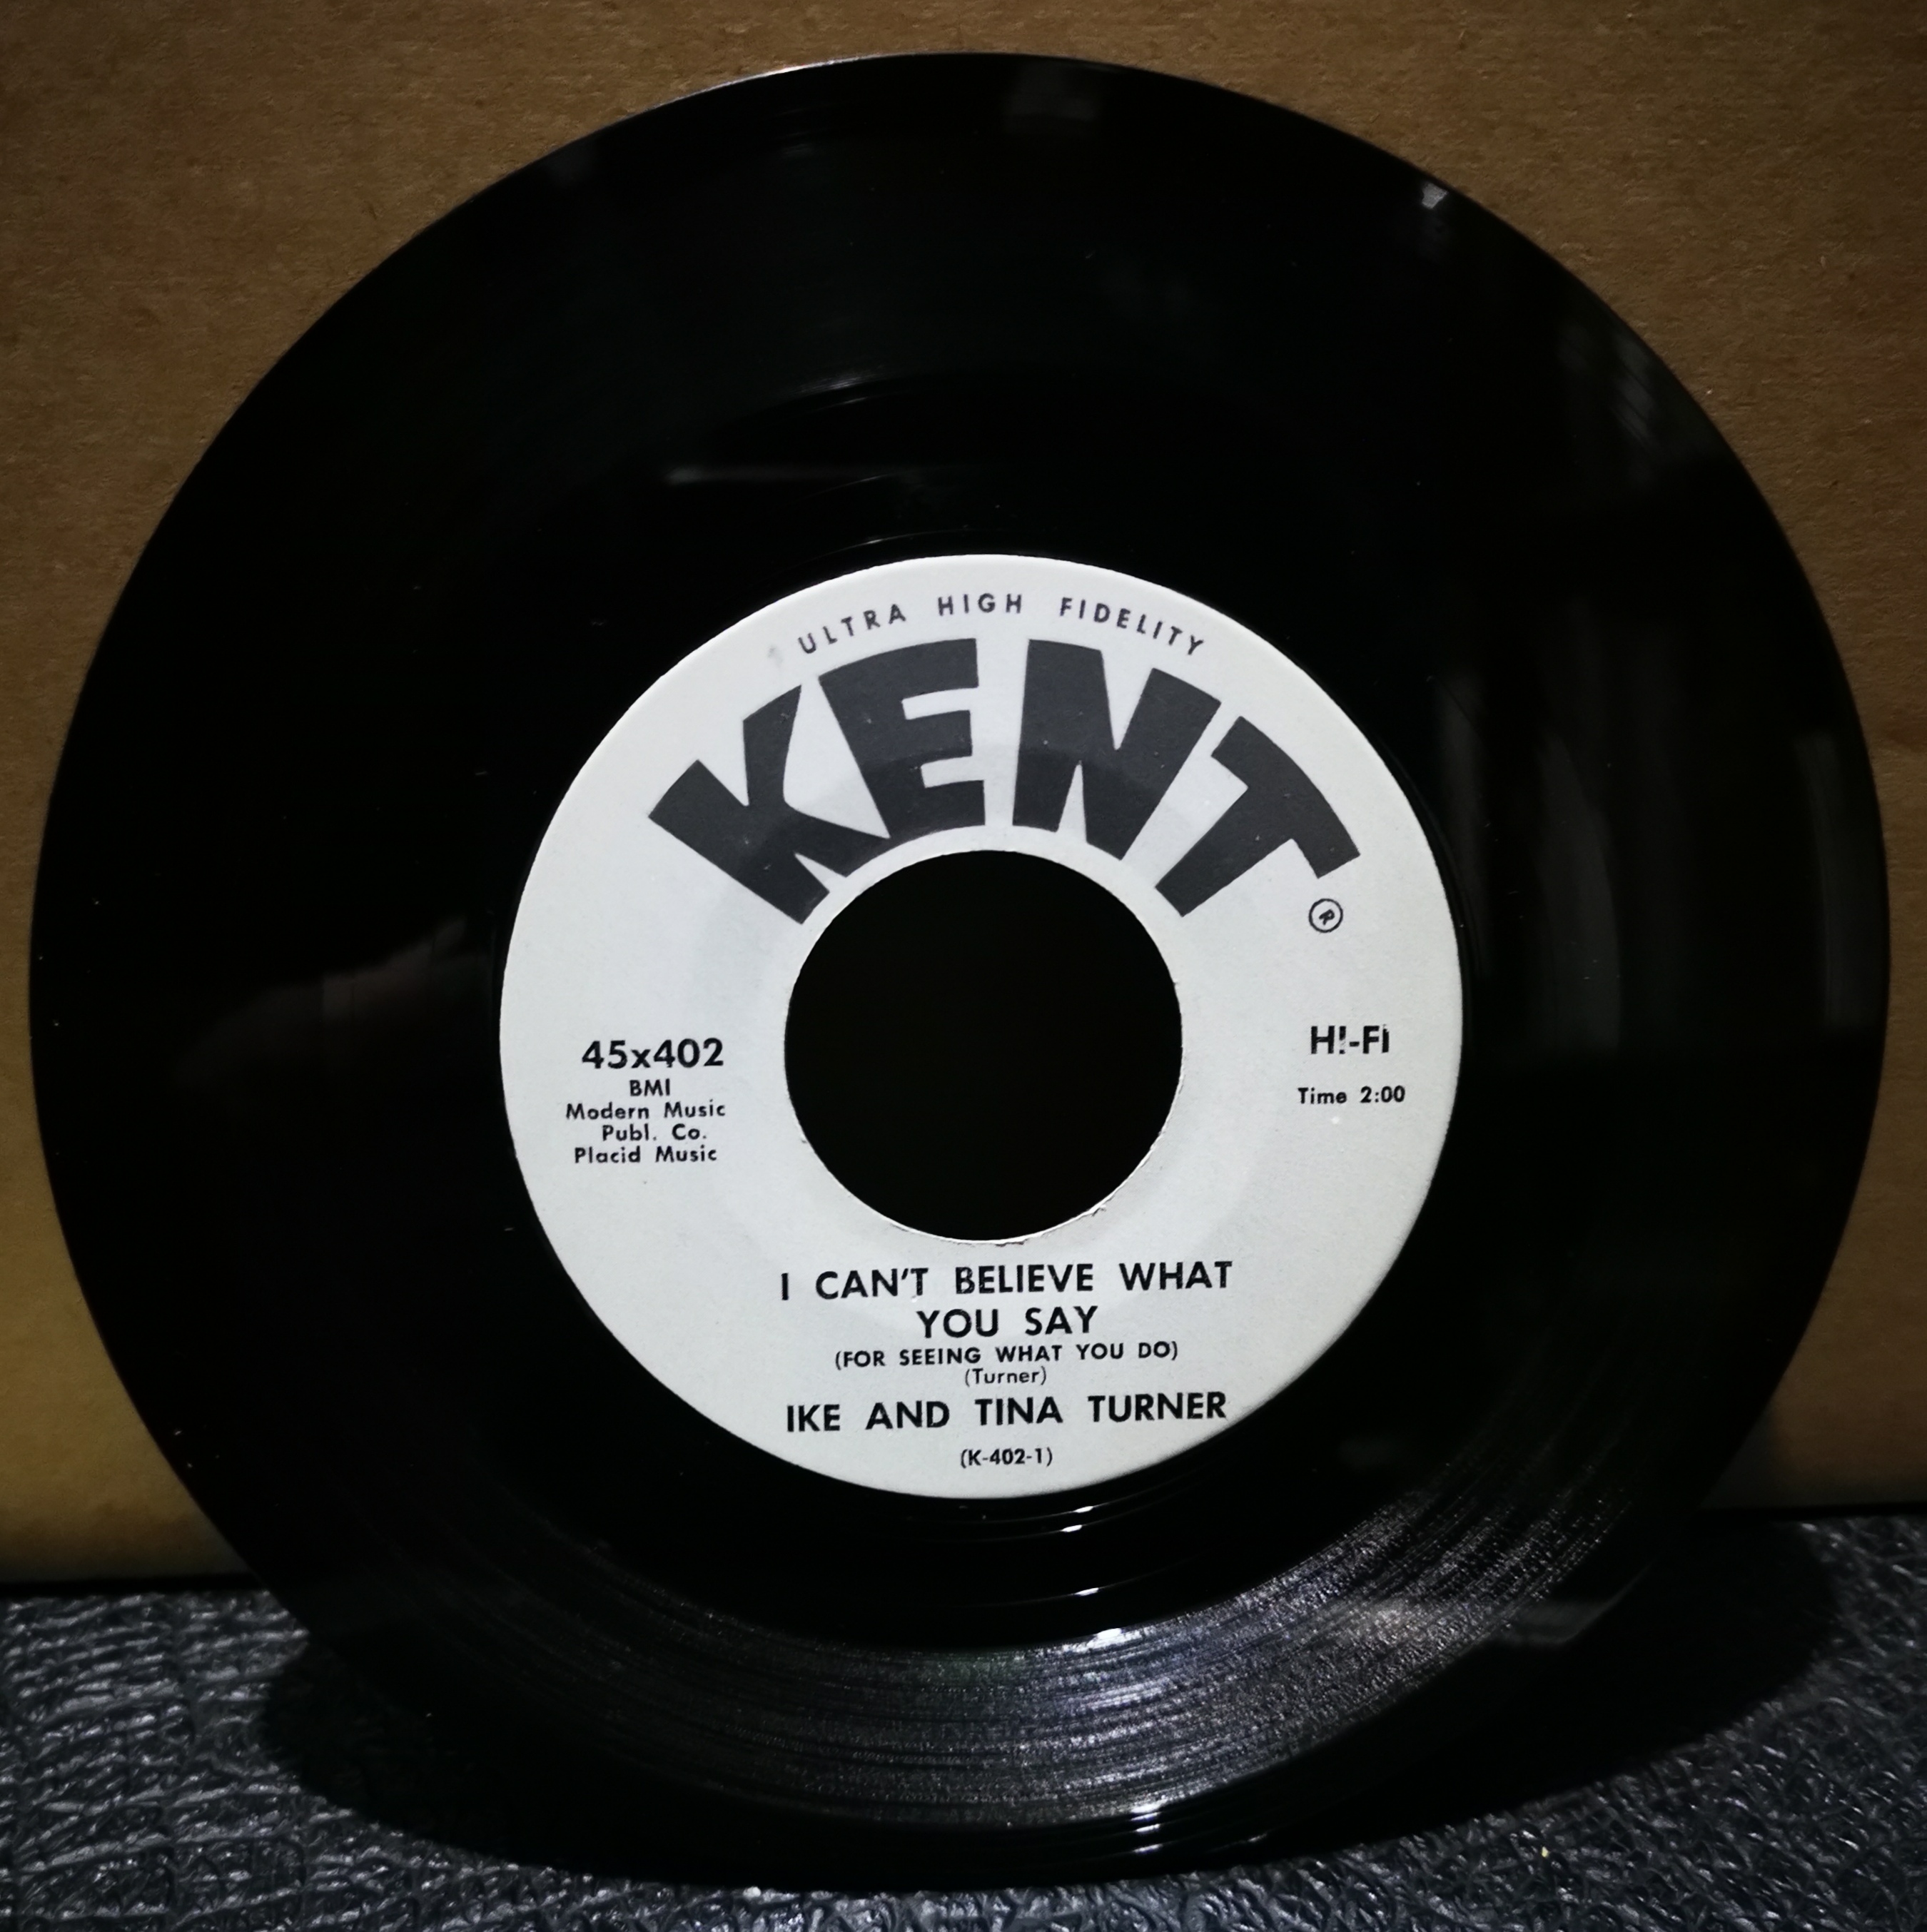 ULTRA HIGH FIDELITY
KENT
®
45x402
BMI
Modern Music
Publ. Co.
Placid Music
H!-FI
Time 2:00
I CAN'T BELIEVE WHAT
YOU SAY
(FOR SEEING WHAT YOU DO)
(Turner)
IKE AND TINA TURNER
(K-402-1)